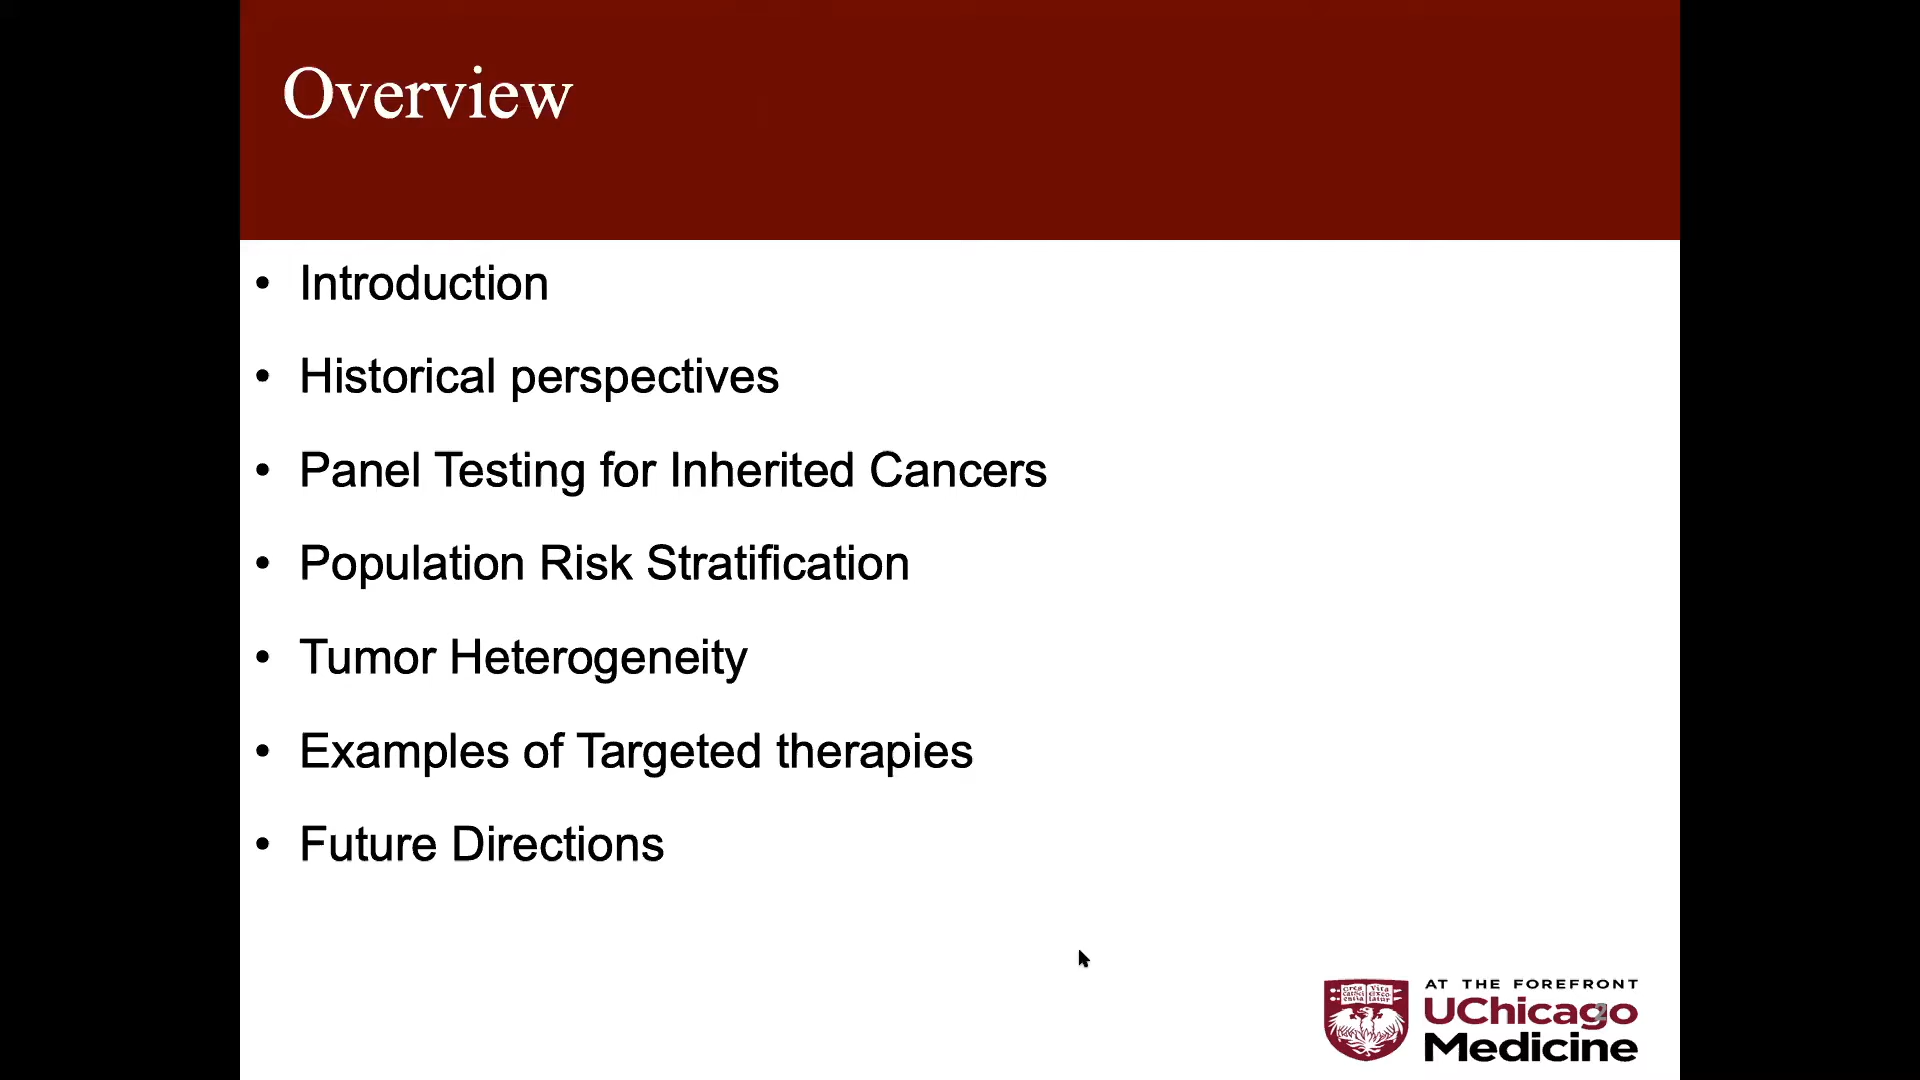 Overview
• Introduction
• Historical perspectives
• Panel Testing for Inherited Cancers
• Population Risk Stratification
• Tumor Heterogeneity
• Examples of Targeted therapies
• Future Directions
AT THE FOREFRONT
UChicago
Medicine
2